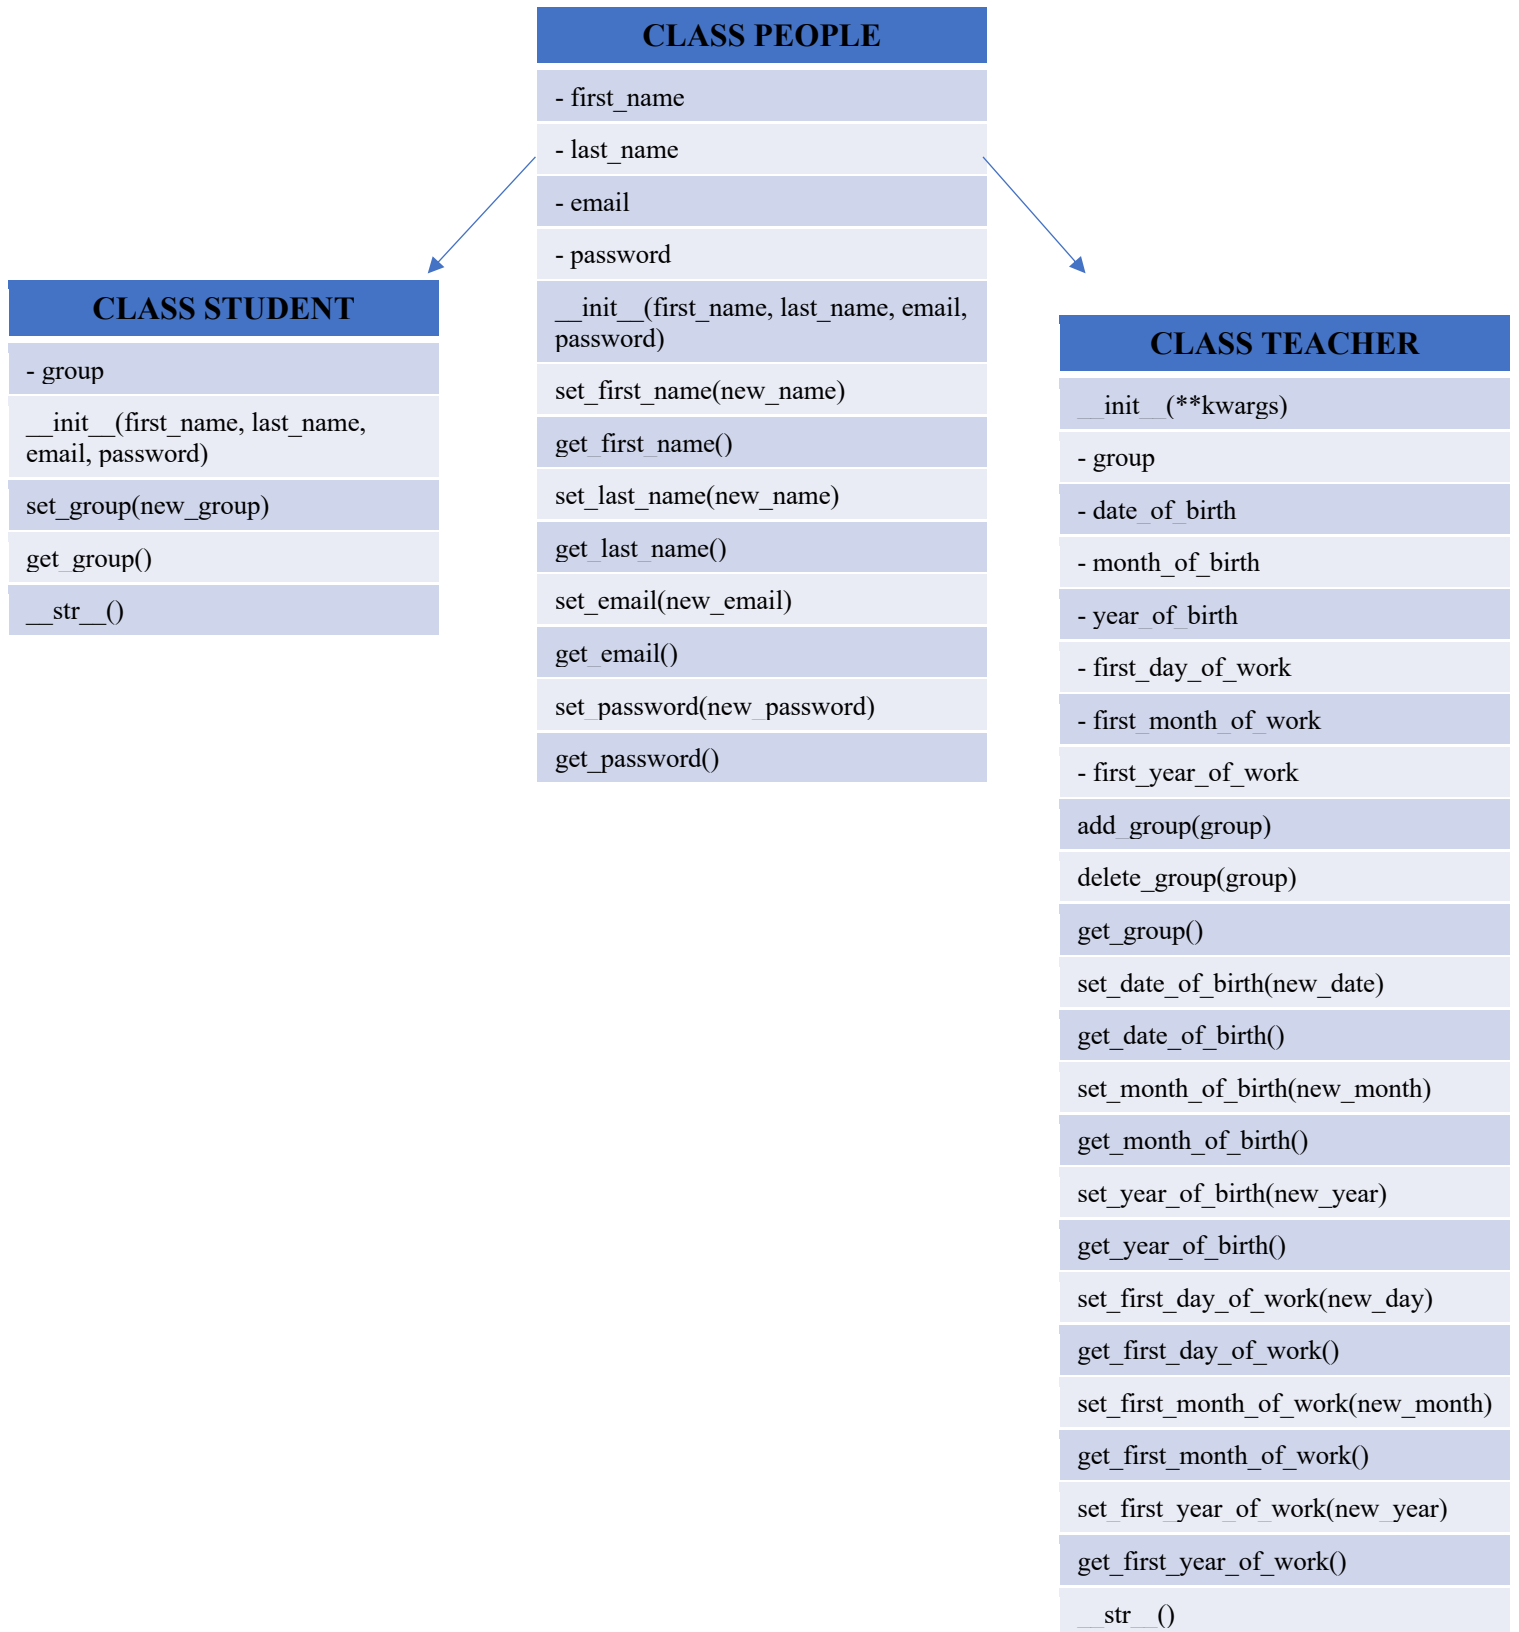 CLASS PEOPLE
- first_name
- last_name
- email
- password
__init__(first_name, last_name, email,
password)
set_first_name(new_name)
get_first_name()
set_last_name(new_name)
get_last_name()
set_email(new_email)
get_email()
set_password(new_password)
get_password()
CLASS STUDENT
- group
__init__(first_name, last_name,
email, password)
set_group(new_group)
get_group()
__str__()
CLASS TEACHER
__init__(**kwargs)
- group
- date_of_birth
- month_of_birth
- year_of_birth
- first_day_of_work
- first_month_of_work
- first_year_of_work
add_group(group)
delete_group(group)
get_group()
set_date_of_birth(new_date)
get_date_of_birth()
set_month_of_birth(new_month)
get_month_of_birth()
set_year_of_birth(new_year)
get_year_of_birth()
set_first_day_of_work(new_day)
get_first_day_of_work()
set_first_month_of_work(new_month)
get_first_month_of_work()
set_first_year_of_work(new_year)
get_first_year_of_work()
__str__()